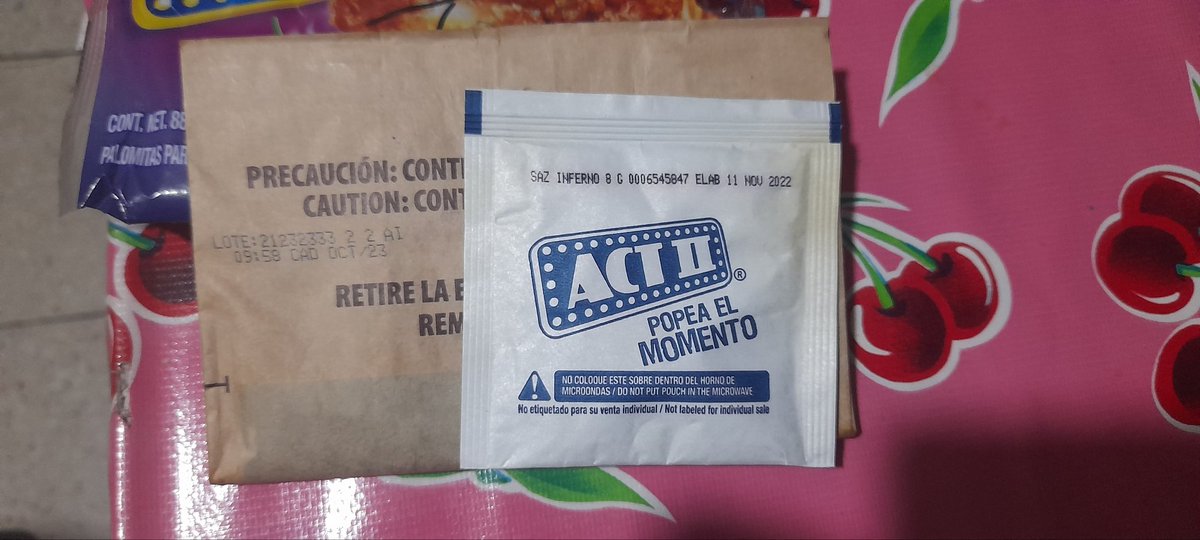 CONT. NET. 88
PALOMITAS PAR
PRECAUCIÓN: CONT
CAUTION: CONT
LOTE:21232333 2 2 AI
09:58 CAD OCT/23
RETIRE LA E
REM
SAZ INFERNO 8 G 0006545847 ELAB 11 NOV 2022
ACT II®
POPEA EL
MOMENTO
NO COLOQUE ESTE SOBRE DENTRO DEL HORNO DE
MICROONDAS / DO NOT PUT POUCH IN THE MICROWAVE
No etiquetado para su venta individual / Not labeled for individual sale